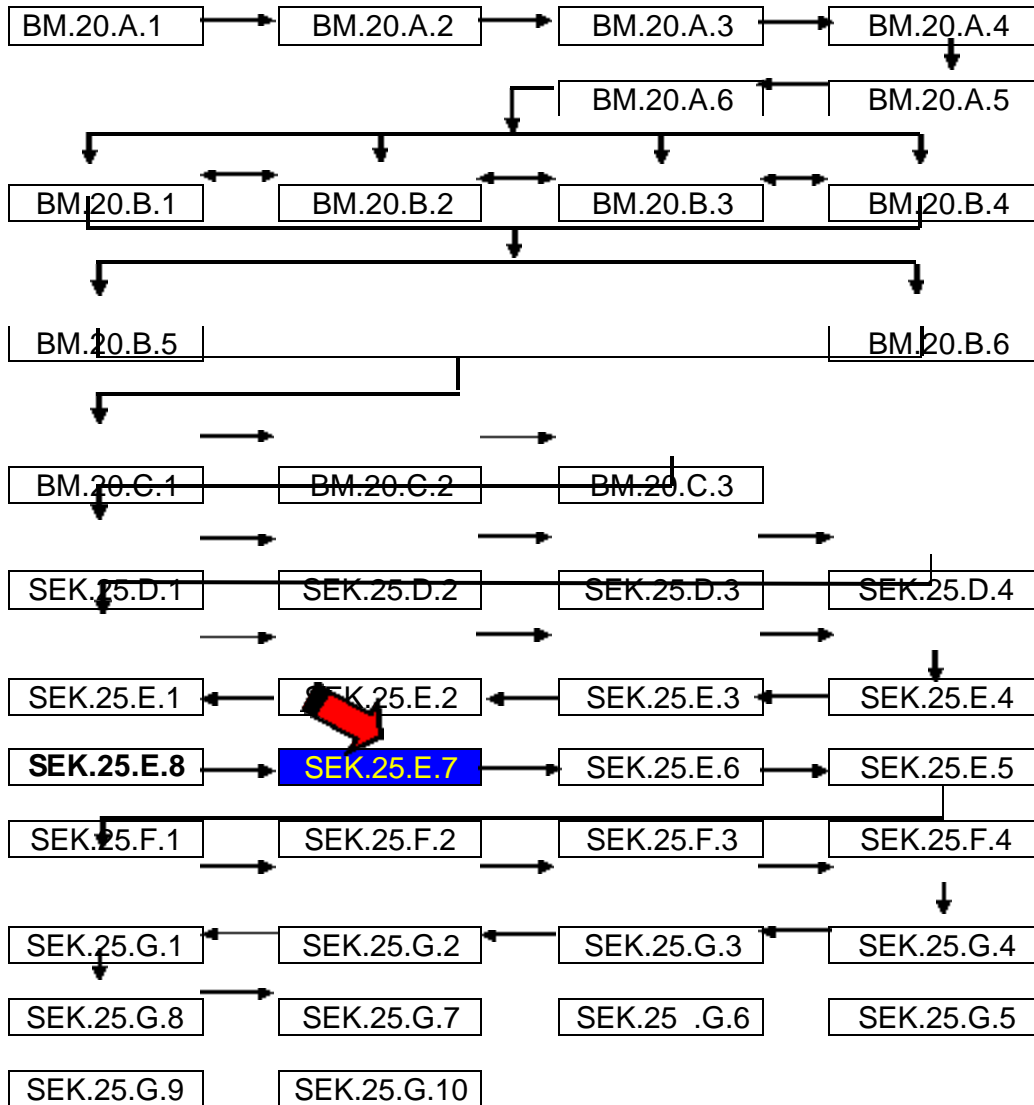 BM.20.A.1 BM.20.A.2 BM.20.A.3 BM.20.A.4
BM.20.A.6 BM.20.A.5
BM.20.B.1 BM.20.B.2 BM.20.B.3 BM.20.B.4
BM.20.B.5 BM.20.B.6
BM.20.C.1 BM.20.C.2 BM.20.C.3
SEK.25.D.1 SEK.25.D.2 SEK.25.D.3 SEK.25.D.4
SEK.25.E.1 SEK.25.E.2 SEK.25.E.3 SEK.25.E.4
SEK.25.E.8 SEK.25.E.7 SEK.25.E.6 SEK.25.E.5
SEK.25.F.1 SEK.25.F.2 SEK.25.F.3 SEK.25.F.4
SEK.25.G.1 SEK.25.G.2 SEK.25.G.3 SEK.25.G.4
SEK.25.G.8 SEK.25.G.7 SEK.25 .G.6 SEK.25.G.5
SEK.25.G.9 SEK.25.G.10